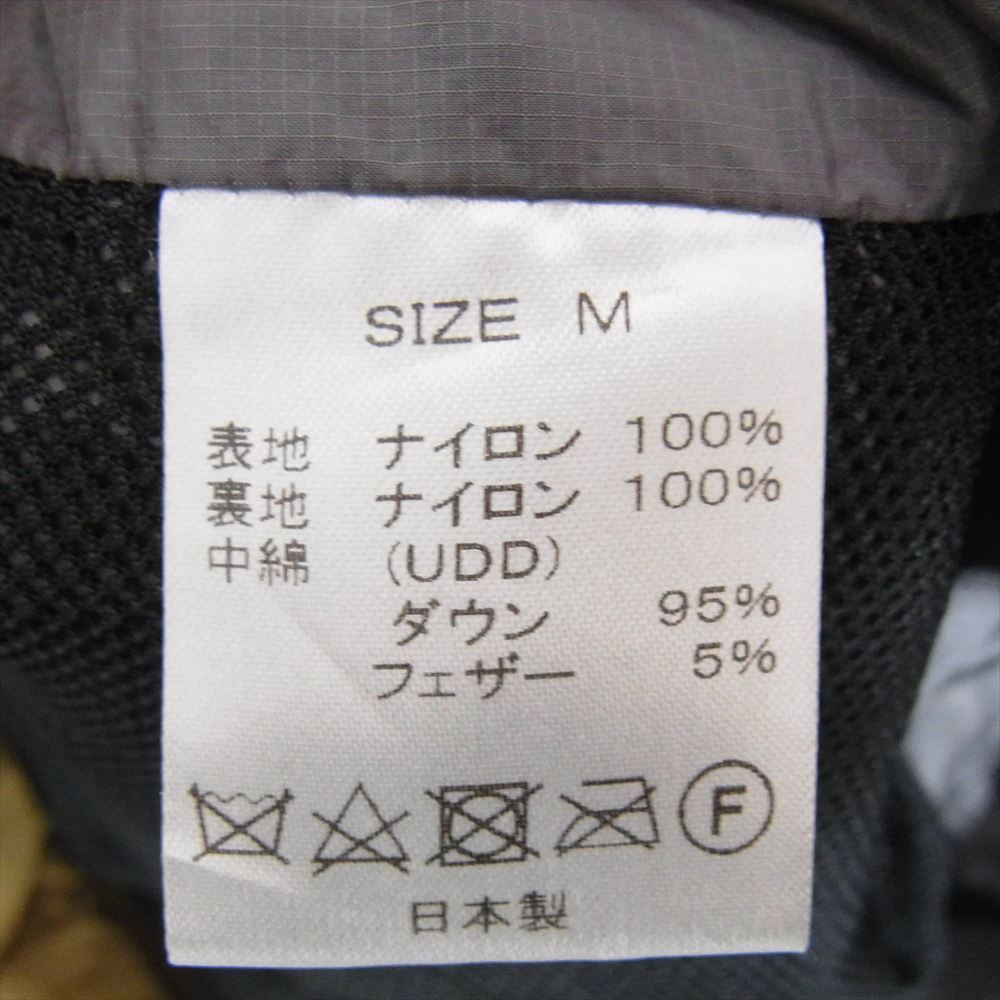 SIZE M
表地 ナイロン 100%
裏地 ナイロン 100%
中綿 (UDD)
ダウン 95%
フェザー 5%
F
日本製